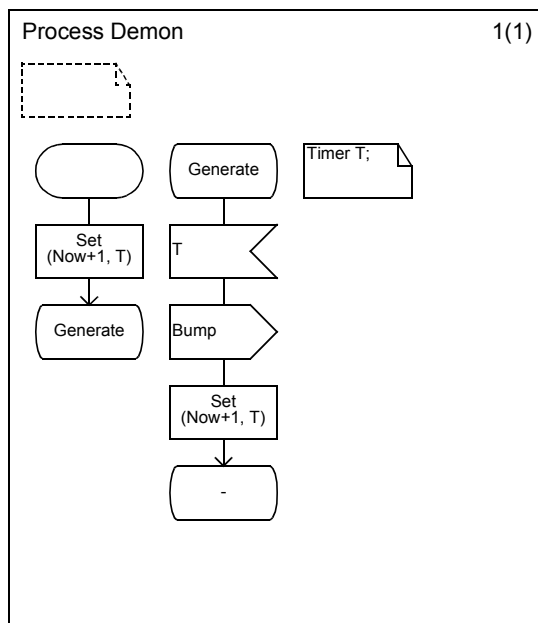 Process Demon
1(1)
Generate
Timer T;
Set
(Now+1, T)
T
Generate
Bump
Set
(Now+1, T)
-